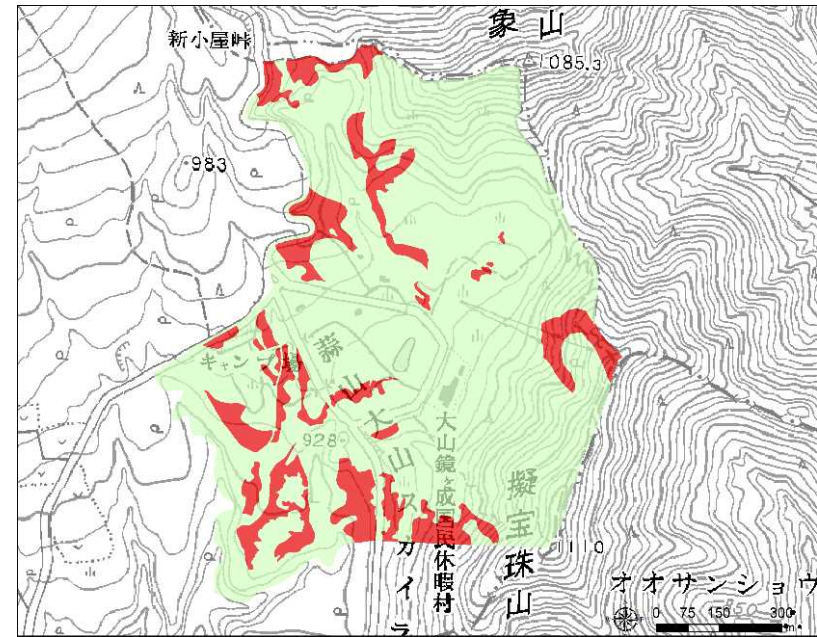 象山
新小屋峠
1085.3
983
キャンプ場
蒜山大山スカイラ
928
大山鏡ヶ成国民休暇村
擬宝珠山
1110
オオサンショウ
0 75 150 300
m